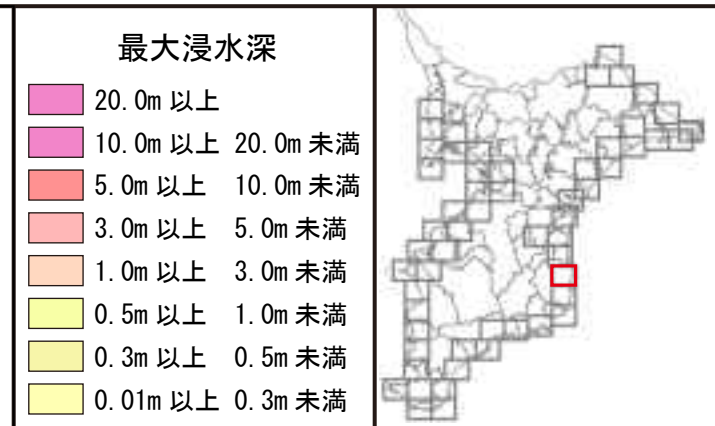 最大浸水深
20.0m 以上
10.0m 以上 20.0m 未満
5.0m 以上 10.0m 未満
3.0m 以上 5.0m 未満
1.0m 以上 3.0m 未満
0.5m 以上 1.0m 未満
0.3m 以上 0.5m 未満
0.01m 以上 0.3m 未満